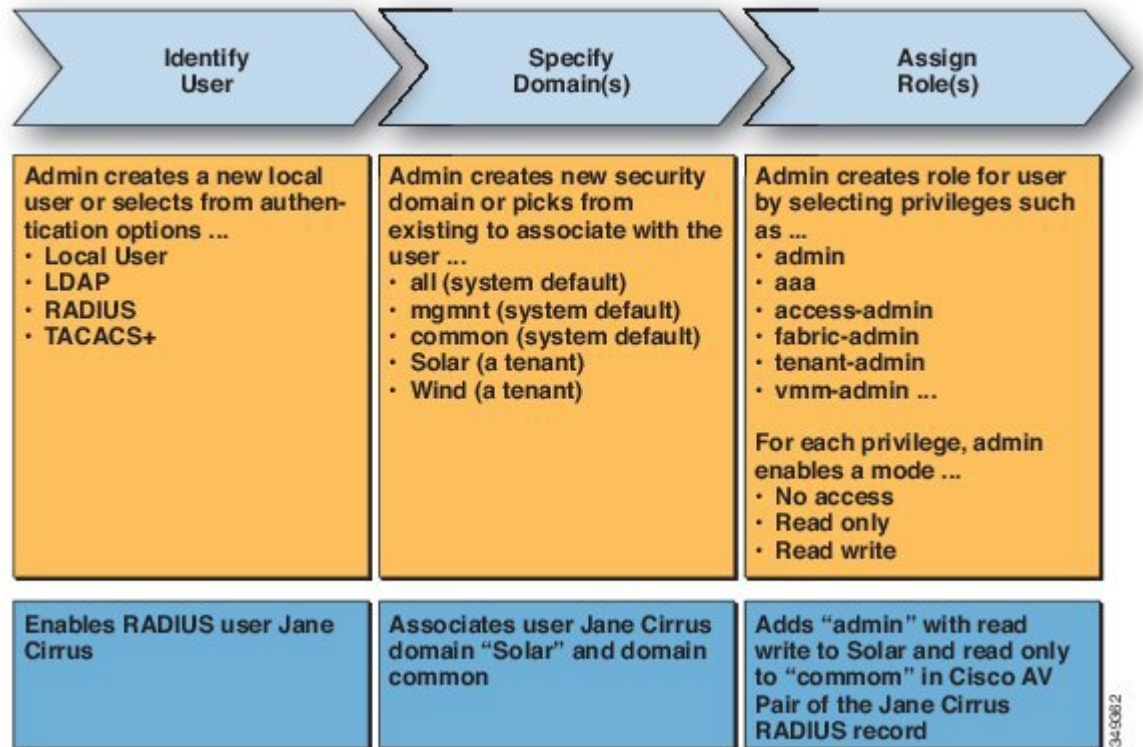 Identify
User
Specify
Domain(s)
Assign
Role(s)
Admin creates a new local
user or selects from authen-
tication options ...
• Local User
• LDAP
• RADIUS
• TACACS+
Admin creates new security
domain or picks from
existing to associate with the
user ...
• all (system default)
• mgmnt (system default)
• common (system default)
• Solar (a tenant)
• Wind (a tenant)
Admin creates role for user
by selecting privileges such
as ...
• admin
• aaa
• access-admin
• fabric-admin
• tenant-admin
• vmm-admin ...
For each privilege, admin
enables a mode ...
• No access
• Read only
• Read write
Enables RADIUS user Jane
Cirrus
Associates user Jane Cirrus
domain “Solar” and domain
common
Adds “admin” with read
write to Solar and read only
to “commom” in Cisco AV
Pair of the Jane Cirrus
RADIUS record
349362